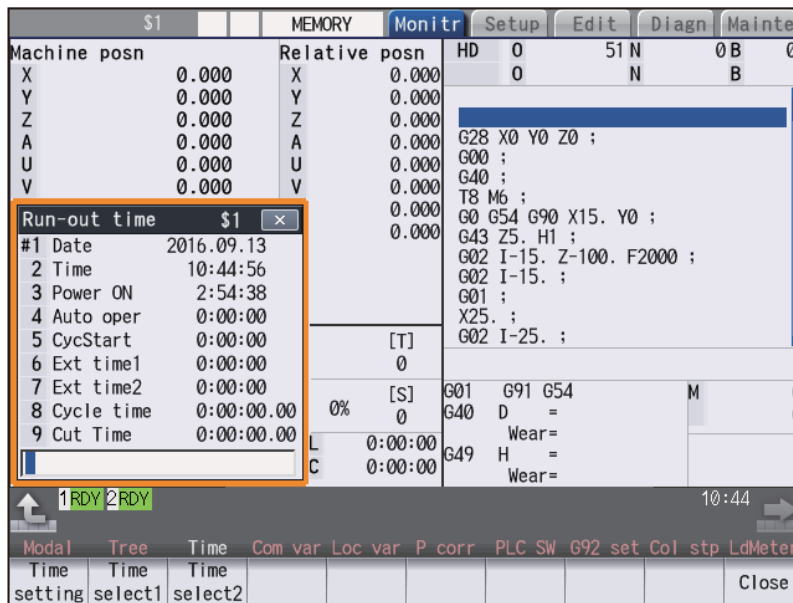 $1 MEMORY Monitr Setup Edit Diagn Mainte
Machine posn Relative posn HD O 51 N 0 B 0
O N B
X 0.000 X 0.000
Y 0.000 Y 0.000
Z 0.000 Z 0.000
A 0.000 A 0.000
U 0.000 U 0.000
V 0.000 V 0.000
0.000
0.000
G28 X0 Y0 Z0 ;
G00 ;
G40 ;
T8 M6 ;
G0 G54 G90 X15. Y0 ;
G43 Z5. H1 ;
G02 I-15. Z-100. F2000 ;
G02 I-15. ;
G01 ;
X25. ;
G02 I-25. ;
Run-out time $1 ×
#1 Date 2016.09.13
2 Time 10:44:56
3 Power ON 2:54:38
4 Auto oper 0:00:00
5 CycStart 0:00:00
6 Ext time1 0:00:00
7 Ext time2 0:00:00
8 Cycle time 0:00:00.00
9 Cut Time 0:00:00.00
[T]
0
0% [S]
0
L 0:00:00
C 0:00:00
G01 G91 G54 M
G40 D =
Wear=
G49 H =
Wear=
1 RDY 2 RDY 10:44
Modal Tree Time Com var Loc var P corr PLC SW G92 set Col stp LdMeter
Time setting Time select1 Time select2 Close